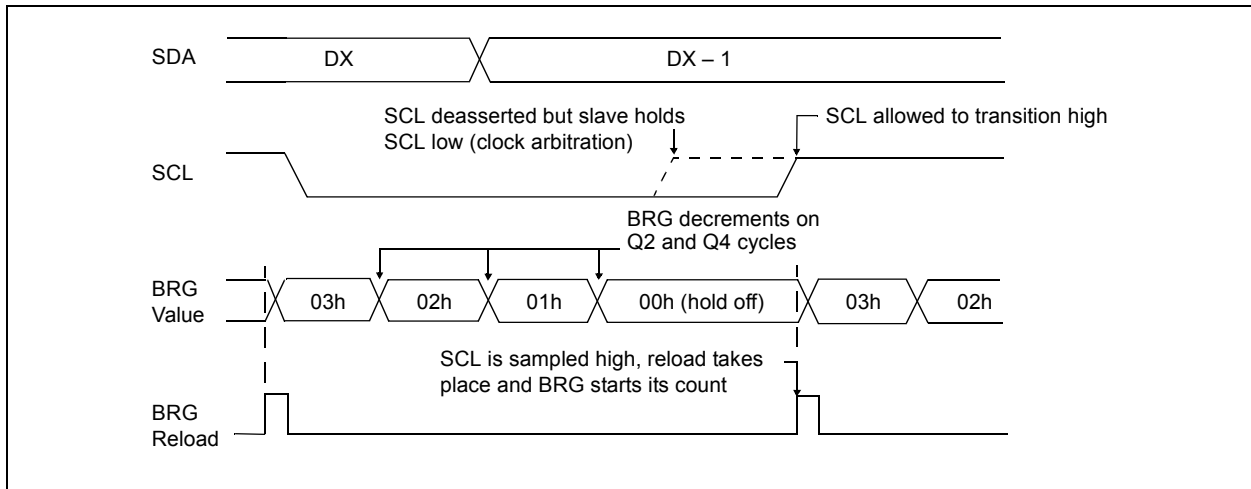 SDA
DX
DX – 1
SCL deasserted but slave holds
SCL low (clock arbitration)
SCL allowed to transition high
SCL
BRG decrements on
Q2 and Q4 cycles
BRG
Value
03h
02h
01h
00h (hold off)
03h
02h
SCL is sampled high, reload takes
place and BRG starts its count
BRG
Reload